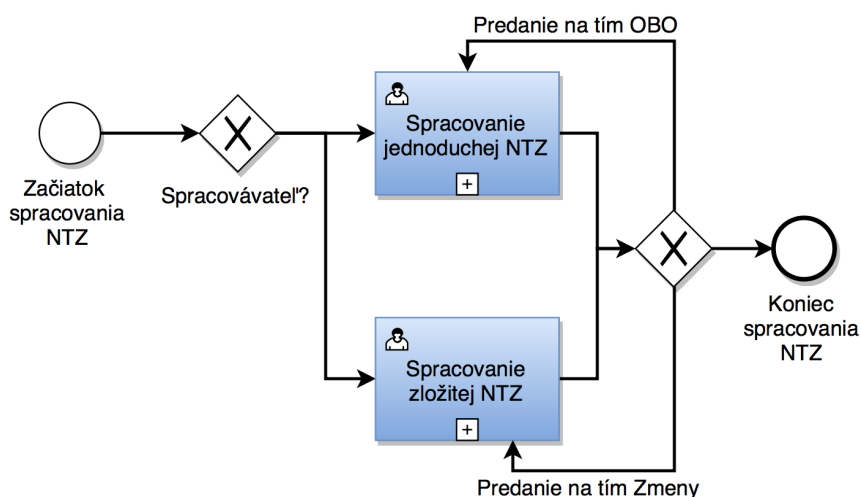 Predanie na tím OBO
Spracovanie
jednoduchej NTZ
Začiatok
spracovania
NTZ
Spracovávateľ?
Koniec
spracovania
NTZ
Spracovanie
zložitej NTZ
Predanie na tím Zmeny